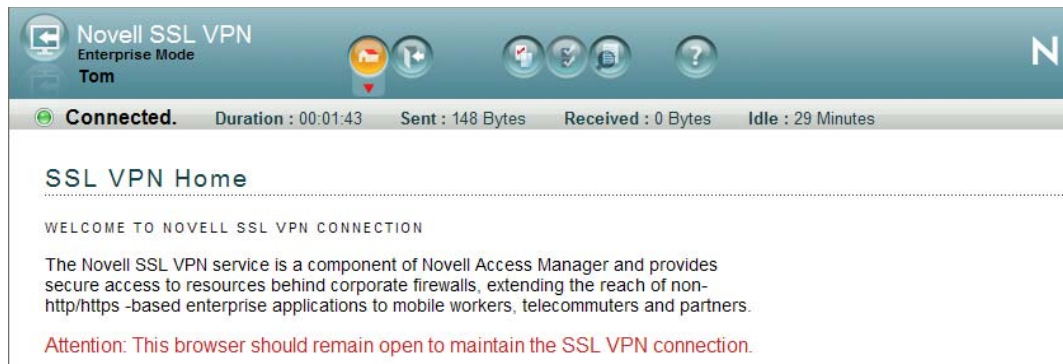 Novell SSL VPN
Enterprise Mode
Tom
N
Connected. Duration : 00:01:43 Sent : 148 Bytes Received : 0 Bytes Idle : 29 Minutes
SSL VPN Home
WELCOME TO NOVELL SSL VPN CONNECTION
The Novell SSL VPN service is a component of Novell Access Manager and provides
secure access to resources behind corporate firewalls, extending the reach of non-
http/https -based enterprise applications to mobile workers, telecommuters and partners.
Attention: This browser should remain open to maintain the SSL VPN connection.